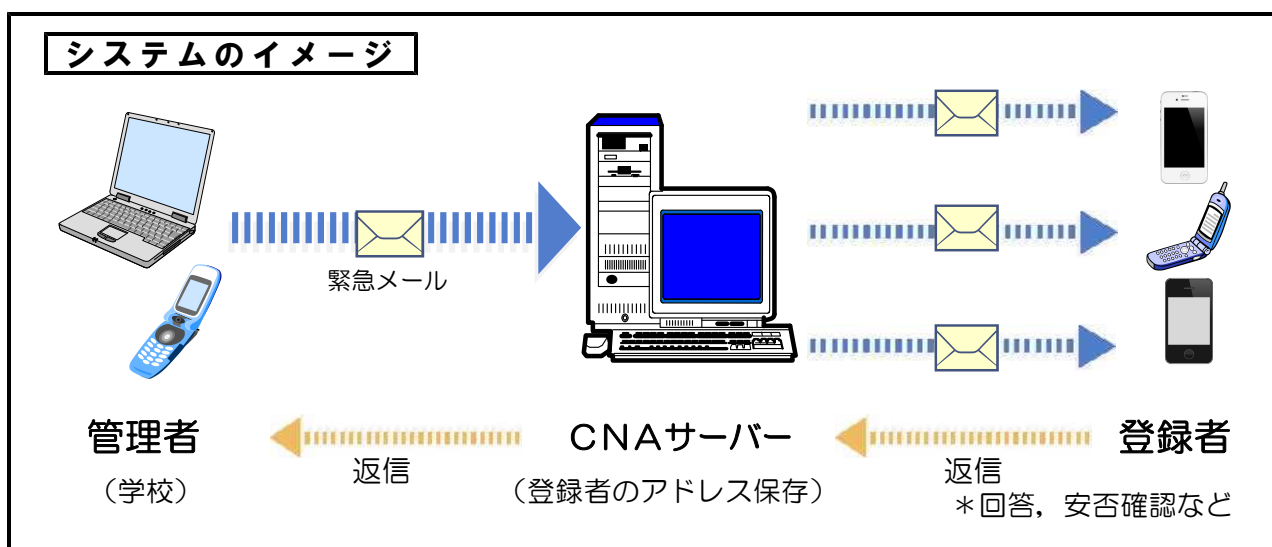 システムのイメージ
緊急メール
管理者
(学校)
返信
CNAサーバー
(登録者のアドレス保存)
返信
登録者
*回答,安否確認など